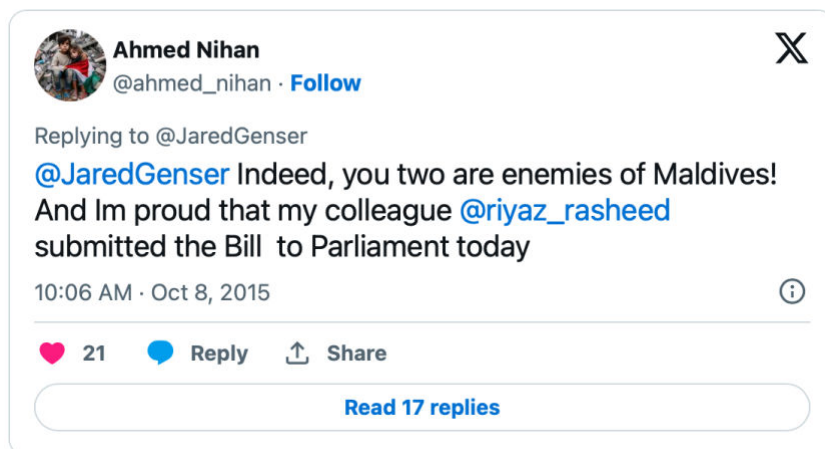 Ahmed Nihan
@ahmed_nihan · Follow
Replying to @JaredGenser
@JaredGenser Indeed, you two are enemies of Maldives!
And Im proud that my colleague @riyaz_rasheed
submitted the Bill  to Parliament today
10:06 AM · Oct 8, 2015
21 Reply Share
Read 17 replies